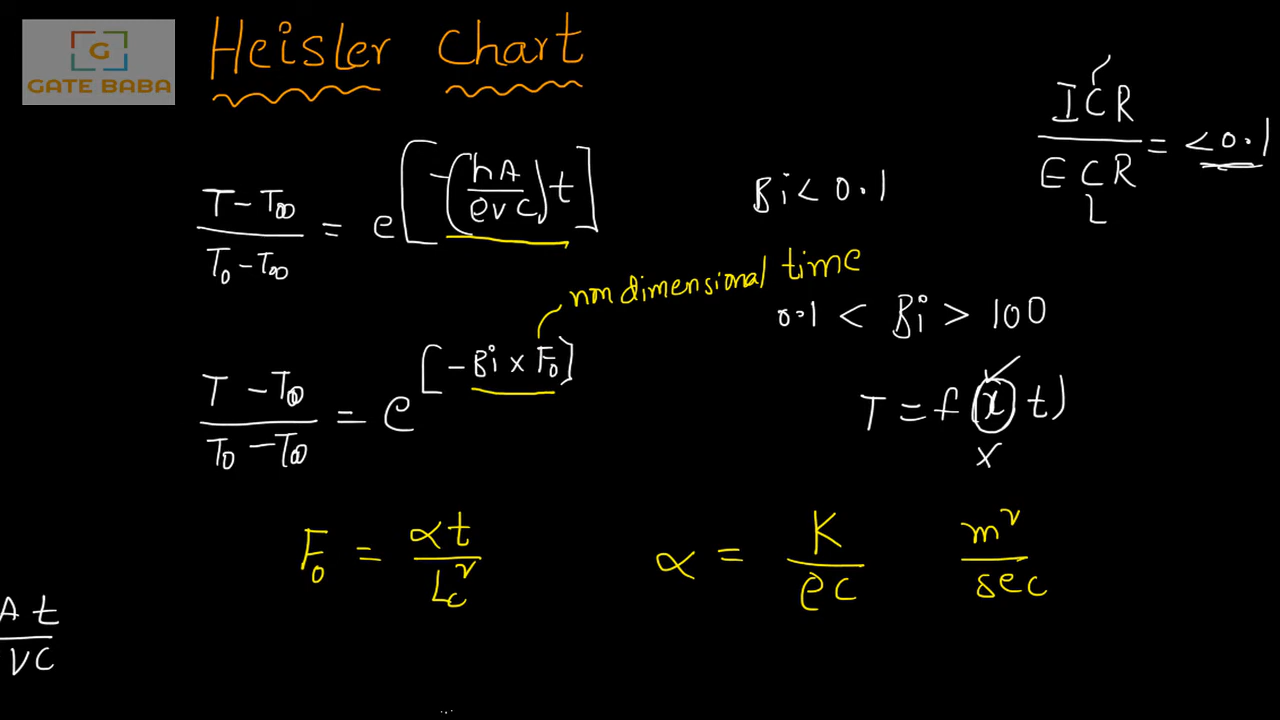 G
GATE BABA
Heisler Chart
(T - T∞)/(T0 - T∞) = e[-(hA/ρVC)t]
Bi < 0.1
ICR/ECR = <0.1
L
non dimensional time
0.1 < Bi > 100
(T - T∞)/(T0 - T∞) = e[-Bi × F0]
T = f(x t)
x
F0 = αt/Lc²
α = K/ρC
m²/sec
A t/VC